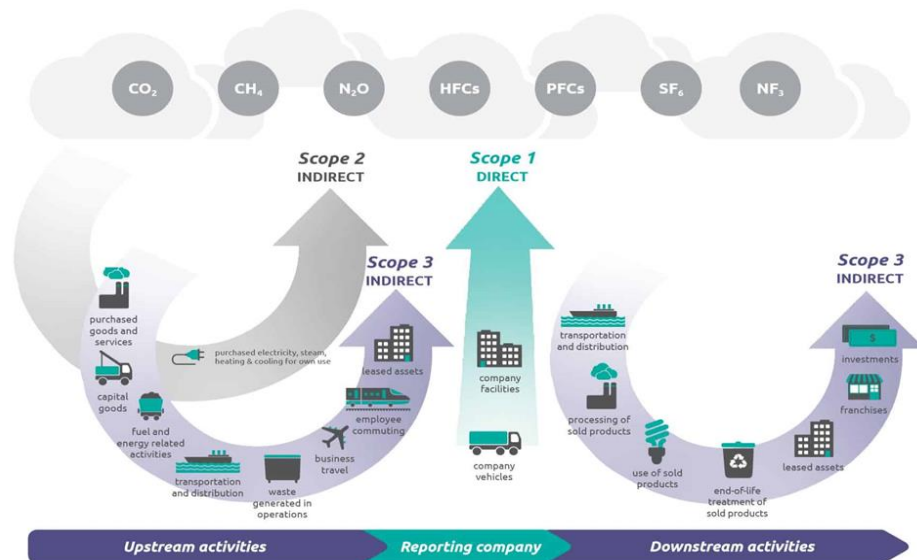 CO₂
CH₄
N₂O
HFCs
PFCs
SF₆
NF₃
Scope 2
INDIRECT
Scope 1
DIRECT
Scope 3
INDIRECT
Scope 3
INDIRECT
purchased
goods and
services
capital
goods
fuel and
energy related
activities
transportation
and distribution
waste
generated in
operations
business
travel
employee
commuting
leased assets
purchased electricity, steam,
heating & cooling for own use
company
facilities
company
vehicles
transportation
and distribution
processing of
sold products
use of sold
products
end-of-life
treatment of
sold products
leased assets
franchises
$
investments
Upstream activities
Reporting company
Downstream activities